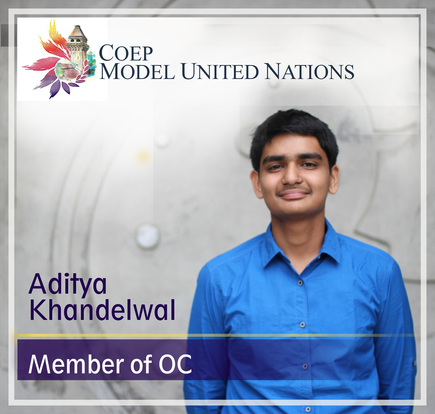 COEP
MODEL UNITED NATIONS
Aditya
Khandelwal
Member of OC